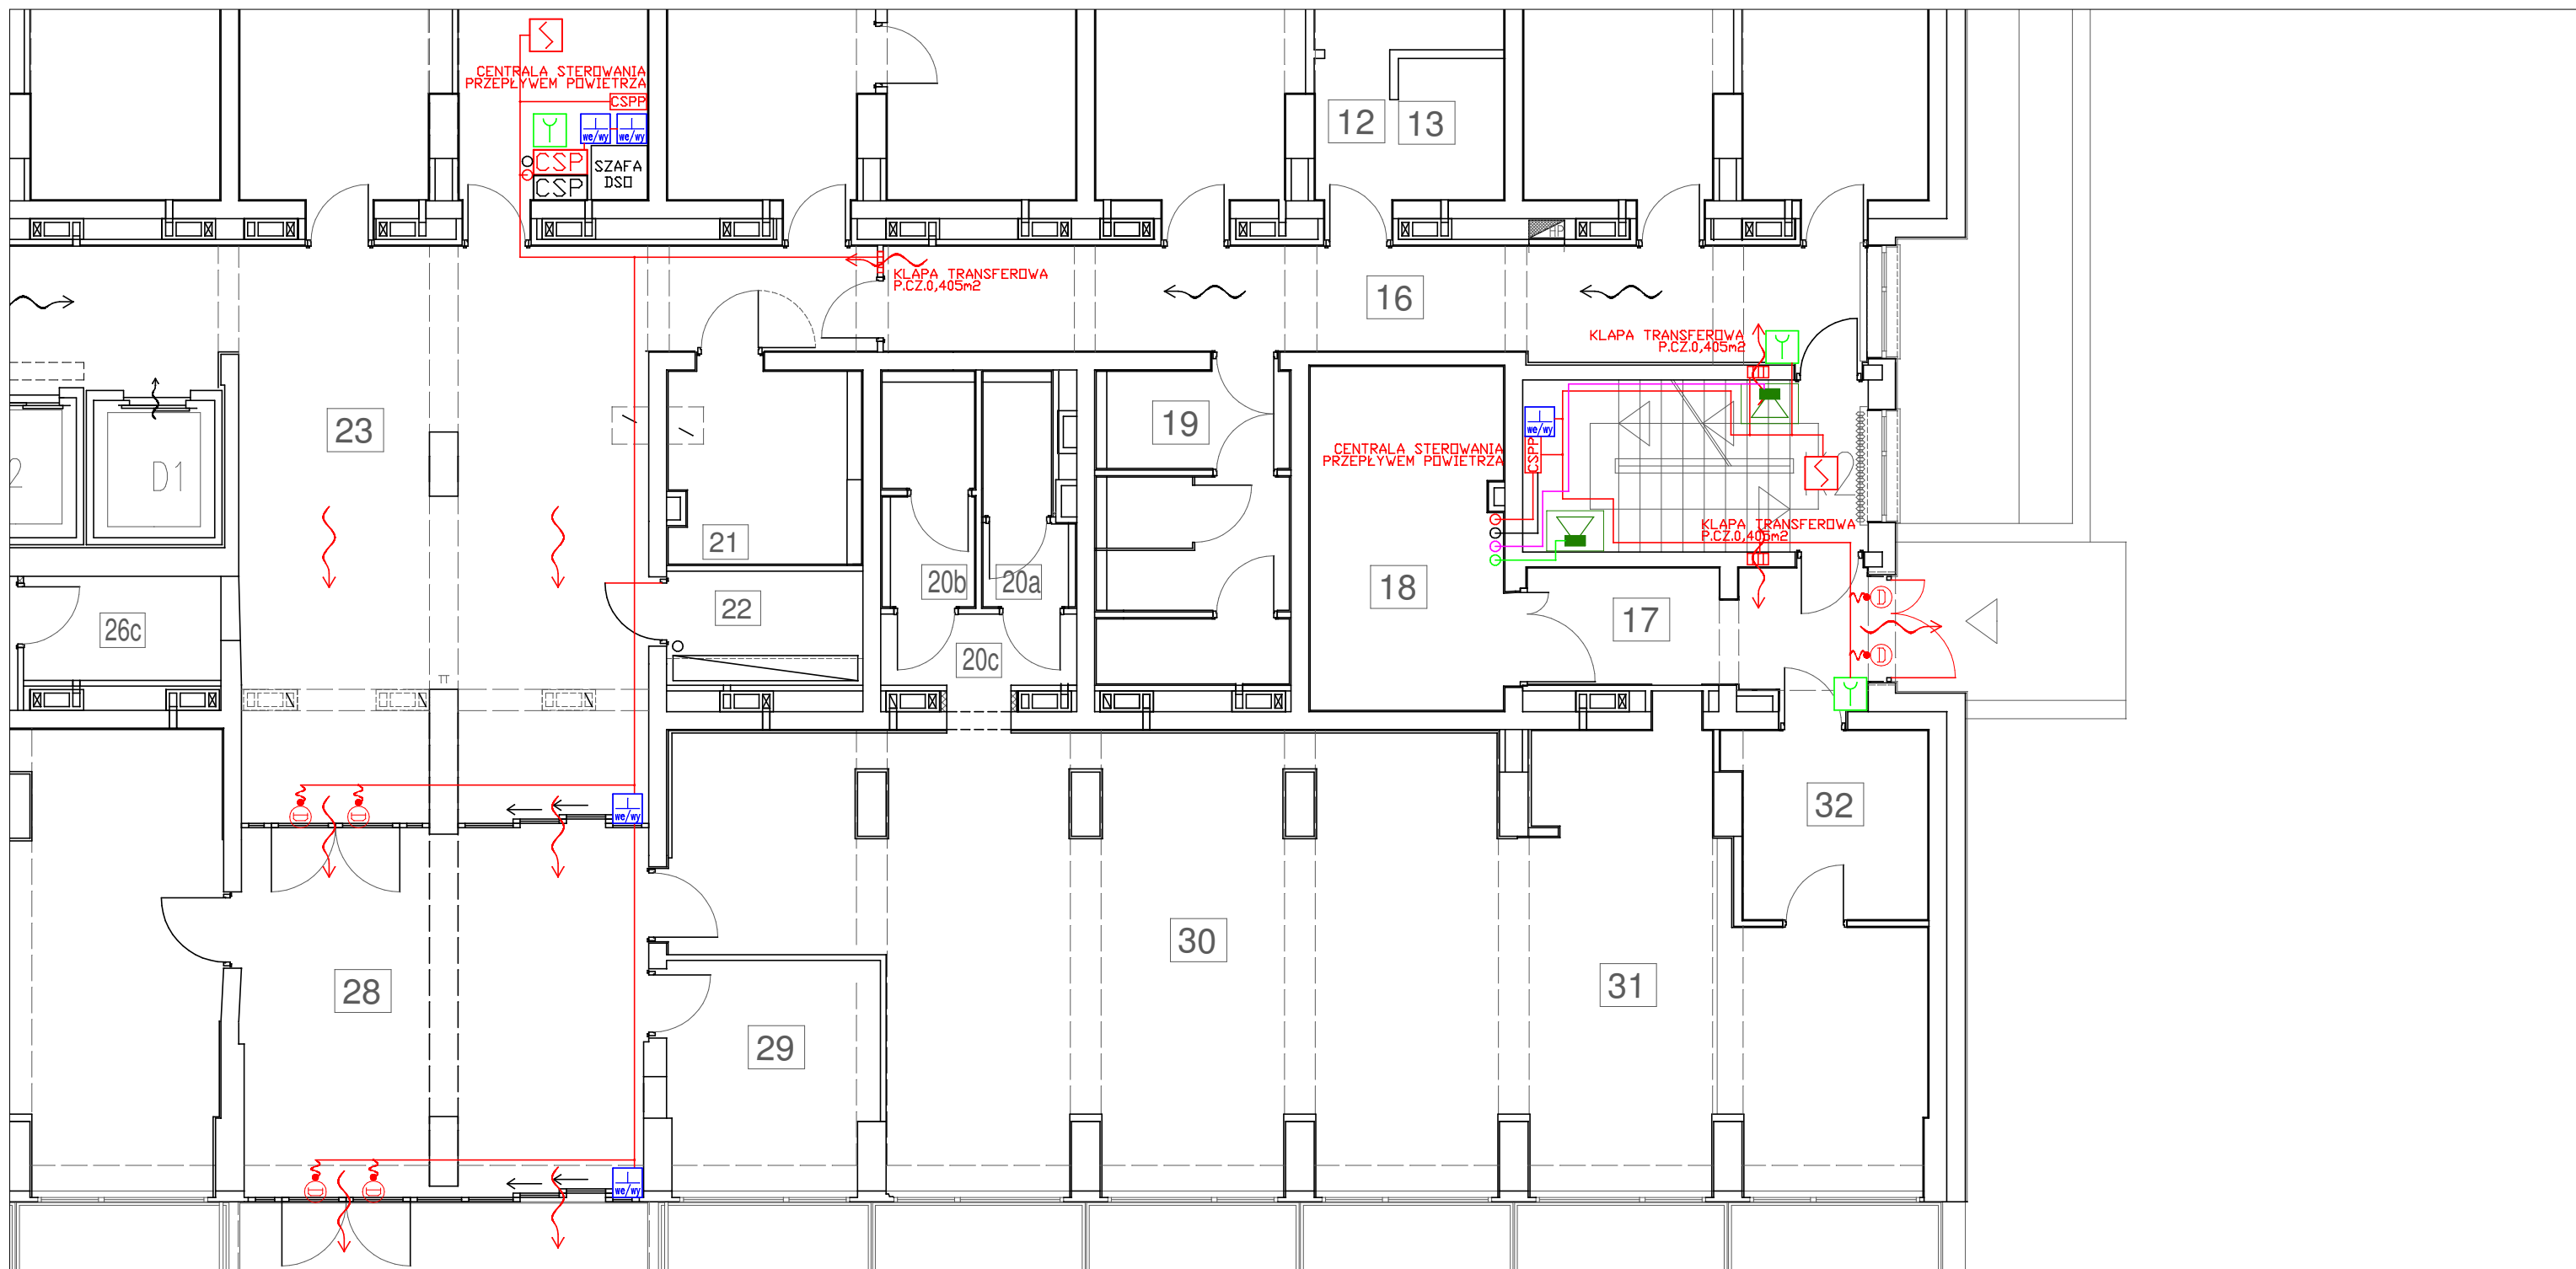 CENTRALA STEROWANIA
PRZEPŁYWEM POWIETRZA
CSPP
we/wy
we/wy
CSP
CSP
SZAFA
DSO
12
13
HP
KLAPA TRANSFEROWA
P.CZ.0,405m2
16
KLAPA TRANSFEROWA
P.CZ.0,405m2
23
19
we/wy
CENTRALA STEROWANIA
PRZEPŁYWEM POWIETRZA
CSPP
2
D1
KLAPA TRANSFEROWA
P.CZ.0,405m2
21
20b
20a
18
22
17
D
26c
20c
D
TT
D
D
we/wy
32
30
28
31
29
D
D
we/wy